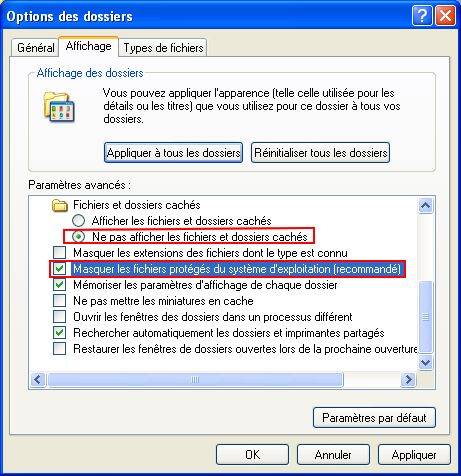 Options des dossiers
Général
Affichage
Types de fichiers
Affichage des dossiers
Vous pouvez appliquer l'apparence (telle celle utilisée pour les
détails ou les titres) que vous utilisez pour ce dossier à tous vos
dossiers.
Appliquer à tous les dossiers
Réinitialiser tous les dossiers
Paramètres avancés :
Fichiers et dossiers cachés
Afficher les fichiers et dossiers cachés
Ne pas afficher les fichiers et dossiers cachés
Masquer les extensions des fichiers dont le type est connu
Masquer les fichiers protégés du système d'exploitation (recommandé)
Mémoriser les paramètres d'affichage de chaque dossier
Ne pas mettre les miniatures en cache
Ouvrir les fenêtres des dossiers dans un processus différent
Rechercher automatiquement les dossiers et imprimantes partagés
Restaurer les fenêtres de dossiers ouvertes lors de la prochaine ouverture
Paramètres par défaut
OK
Annuler
Appliquer